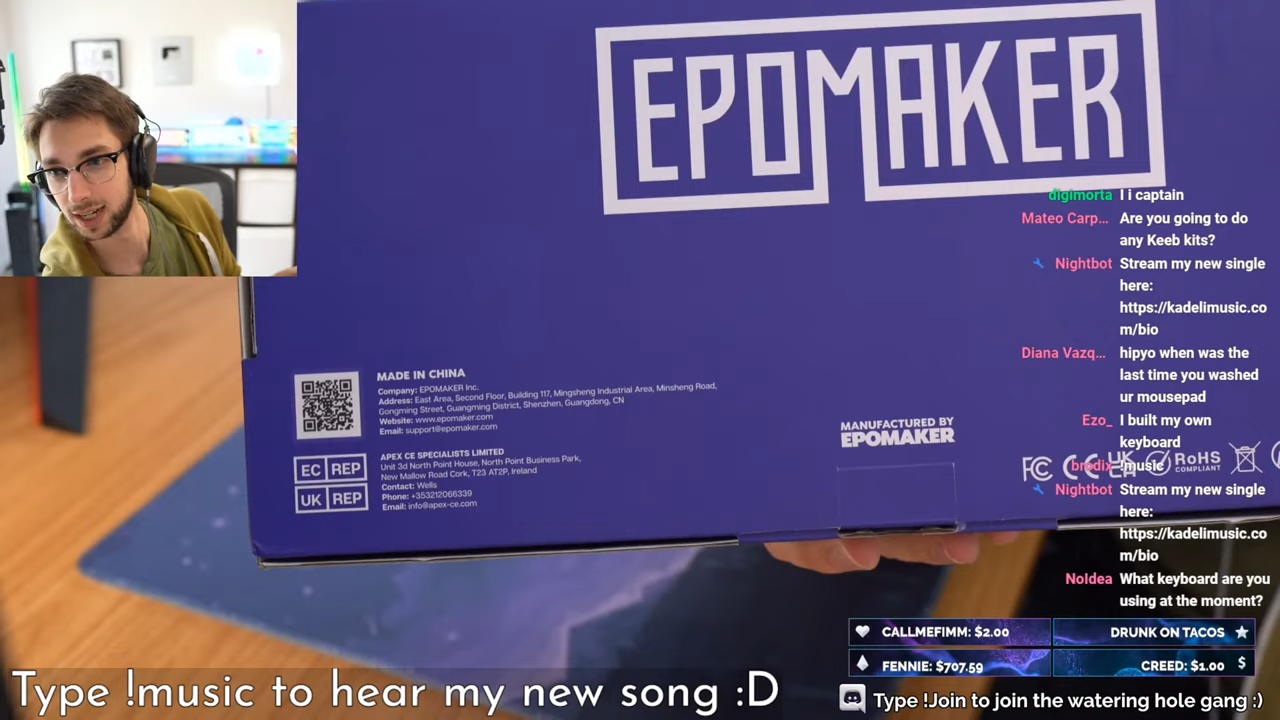 EPOMAKER
MADE IN CHINA
Company: EPOMAKER Inc.
Address: East Area, Second Floor, Building 117, Mingsheng Industrial Area, Minsheng Road,
Gongming Street, Guangming District, Shenzhen, Guangdong, CN
Website: www.epomaker.com
Email: support@epomaker.com
EC REP
UK REP
APEX CE SPECIALISTS LIMITED
Unit 3d North Point House, North Point Business Park,
New Mallow Road Cork, T23 AT2P, Ireland
Contact: Wells
Phone: +353212066339
Email: info@apex-ce.com
MANUFACTURED BY
EPOMAKER
FC CE UKCA RoHS
COMPLIANT
digimorta I i captain
Mateo Carp... Are you going to do
any Keeb kits?
Nightbot Stream my new single
here:
https://kadelimusic.co
m/bio
Diana Vazq... hipyo when was the
last time you washed
ur mousepad
Ezo_ I built my own
keyboard
brodix !music
Nightbot Stream my new single
here:
https://kadelimusic.co
m/bio
Noldea What keyboard are you
using at the moment?
CALLMEFIMM: $2.00
DRUNK ON TACOS
FENNIE: $707.59
CREED: $1.00
Type !music to hear my new song :D
Type !Join to join the watering hole gang :)